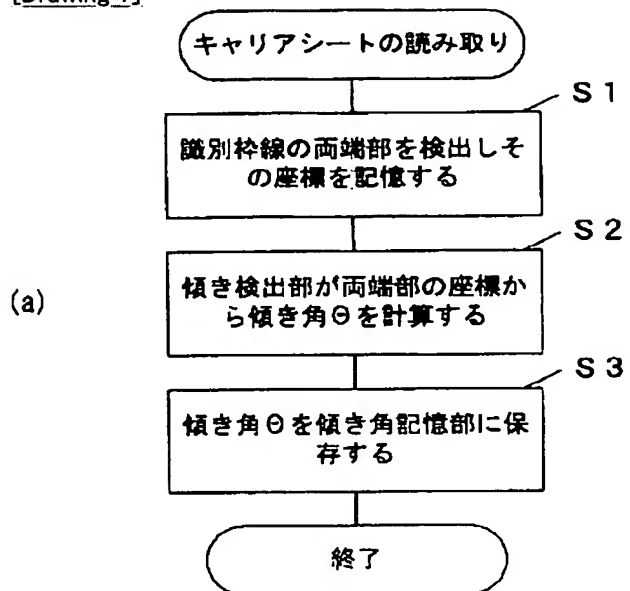 [Drawing 4]
キャリアシートの読み取り
S1
識別枠線の両端部を検出しそ
の座標を記憶する
S2
(a)
傾き検出部が両端部の座標か
ら傾き角Θを計算する
S3
傾き角Θを傾き角記憶部に保
存する
終了